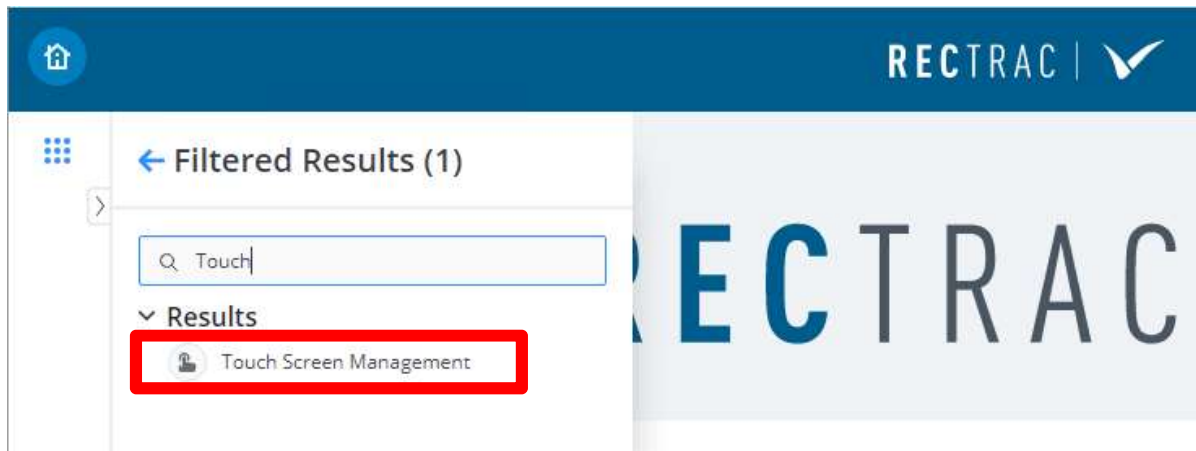 RECTRAC
Filtered Results (1)
Touch
Results
Touch Screen Management
RECTRAC